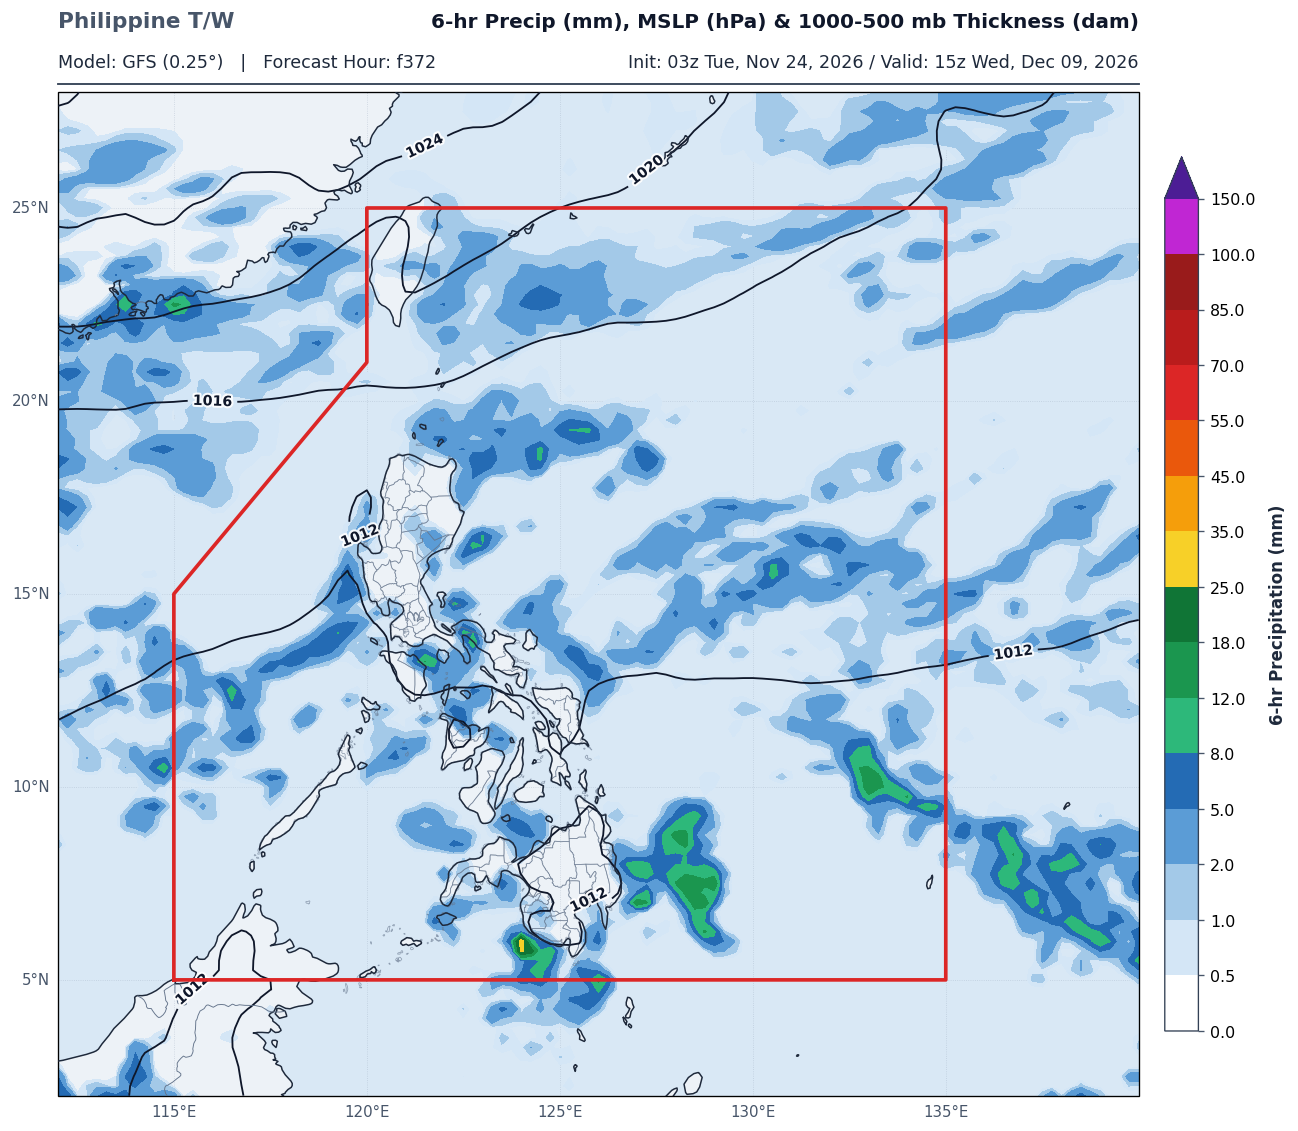 Philippine T/W
6-hr Precip (mm), MSLP (hPa) & 1000-500 mb Thickness (dam)
Model: GFS (0.25°) | Forecast Hour: f372
Init: 03z Tue, Nov 24, 2026 / Valid: 15z Wed, Dec 09, 2026
1024
1020
1016
1012
1012
1012
1012
25°N
20°N
15°N
10°N
5°N
115°E
120°E
125°E
130°E
135°E
150.0
100.0
85.0
70.0
55.0
45.0
35.0
25.0
18.0
12.0
8.0
5.0
2.0
1.0
0.5
0.0
6-hr Precipitation (mm)